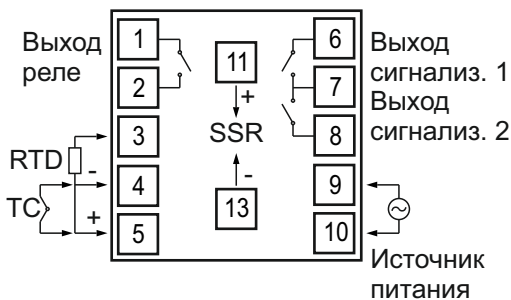 Выход
реле
1
2
3
4
5
RTD
-
TC
+
11
+
SSR
-
13
6
7
8
9
10
Выход
сигнализ. 1
Выход
сигнализ. 2
Источник
питания